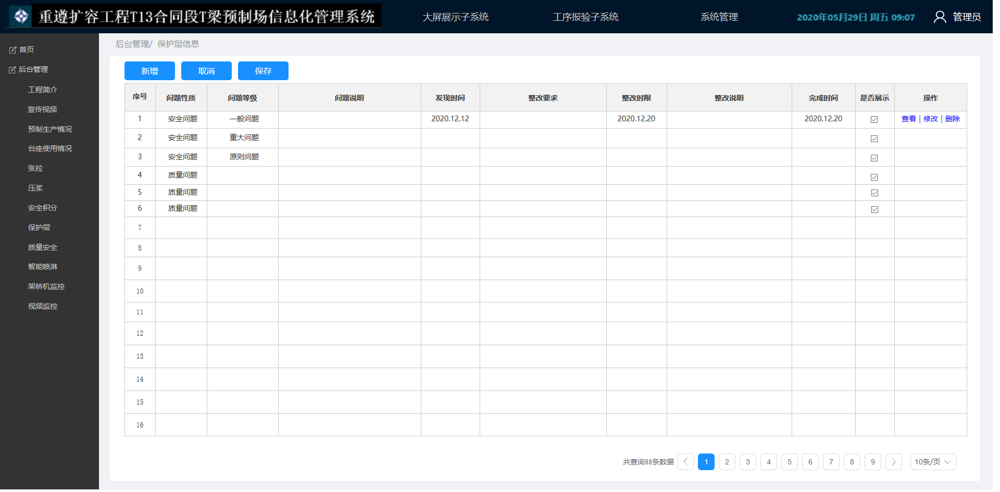 重遵扩容工程T13合同段T梁预制场信息化管理系统
大屏展示子系统
工序报验子系统
系统管理
2020年05月29日 周五 09:07
管理员
首页
后台管理
工程简介
宣传视频
预制生产情况
台座使用情况
张拉
压浆
安全积分
保护层
质量安全
智能喷淋
架桥机监控
视频监控
后台管理/ 保护层信息
新增 取消 保存
序号 问题性质 问题等级 问题说明 发现时间 整改要求 整改时限 整改说明 完成时间 是否展示 操作
1 安全问题 一般问题 2020.12.12 2020.12.20 2020.12.20 查看 | 修改 | 删除
2 安全问题 重大问题
3 安全问题 原则问题
4 质量问题
5 质量问题
6 质量问题
7
8
9
10
11
12
13
14
15
16
共查询88条数据 1 2 3 4 5 6 7 8 9 10条/页